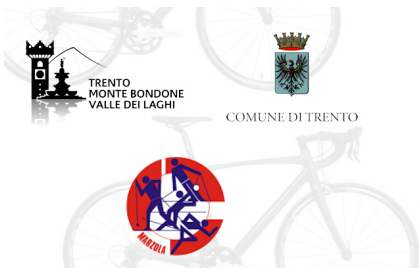 TRENTO
MONTE BONDONE
VALLE DEI LAGHI
COMUNE DI TRENTO
MARZOLA